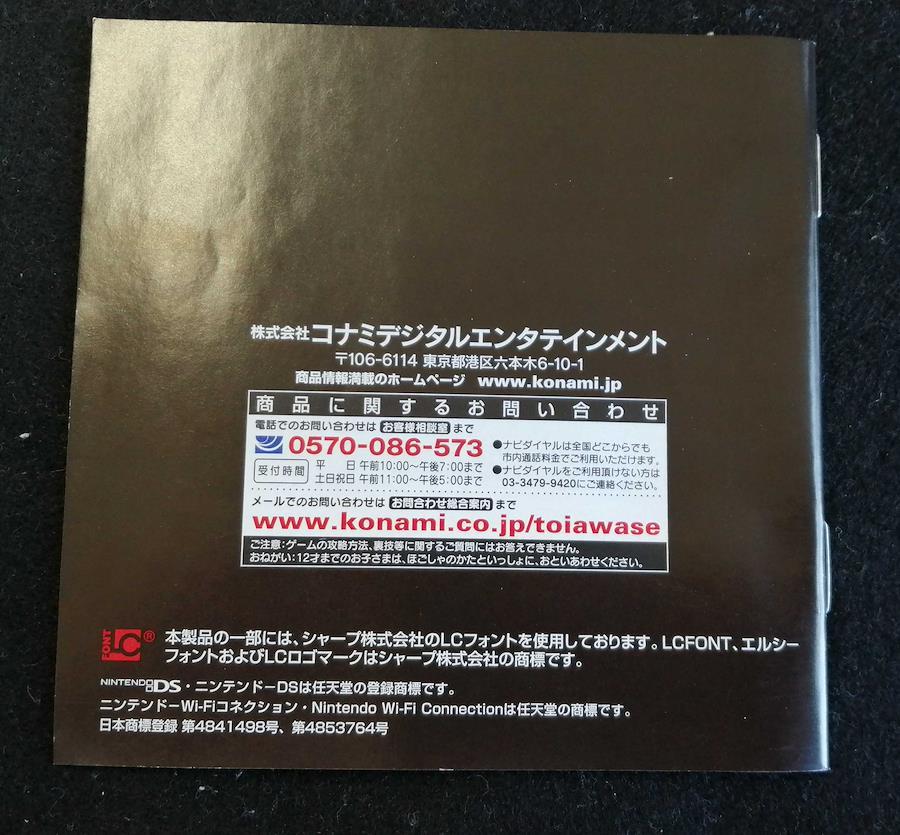 株式会社コナミデジタルエンタテインメント
〒106-6114 東京都港区六本木6-10-1
商品情報満載のホームページ www.konami.jp
商品に関するお問い合わせ
電話でのお問い合わせは お客様相談室 まで
0570-086-573
受付時間
平 日 午前10:00〜午後7:00まで
土日祝日 午前11:00〜午後5:00まで
●ナビダイヤルは全国どこからでも
市内通話料金でご利用いただけます。
●ナビダイヤルをご利用頂けない方は
03-3479-9420にご連絡ください。
メールでのお問い合わせは お問合わせ総合案内 まで
www.konami.co.jp/toiawase
ご注意:ゲームの攻略方法、裏技等に関するご質問にはお答えできません。
おねがい:12才までのお子さまは、ほごしゃのかたといっしょに、おといあわせください。
FONT LC® 本製品の一部には、シャープ株式会社のLCフォントを使用しております。LCFONT、エルシー
フォントおよびLCロゴマークはシャープ株式会社の商標です。
NINTENDO DS・ニンテンドーDSは任天堂の登録商標です。
ニンテンドーWi-Fiコネクション・Nintendo Wi-Fi Connectionは任天堂の商標です。
日本商標登録 第4841498号、第4853764号